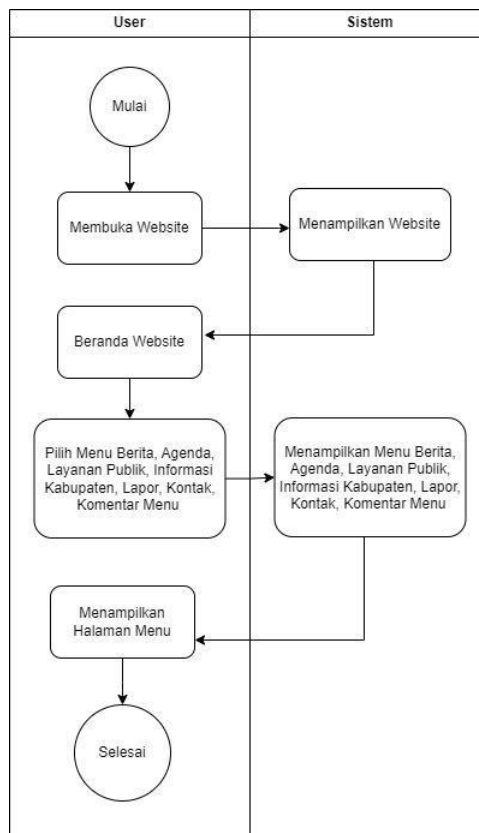 User
Sistem
Mulai
Membuka Website
Menampilkan Website
Beranda Website
Pilih Menu Berita, Agenda,
Layanan Publik, Informasi
Kabupaten, Lapor, Kontak,
Komentar Menu
Menampilkan Menu Berita,
Agenda, Layanan Publik,
Informasi Kabupaten, Lapor,
Kontak, Komentar Menu
Menampilkan
Halaman Menu
Selesai